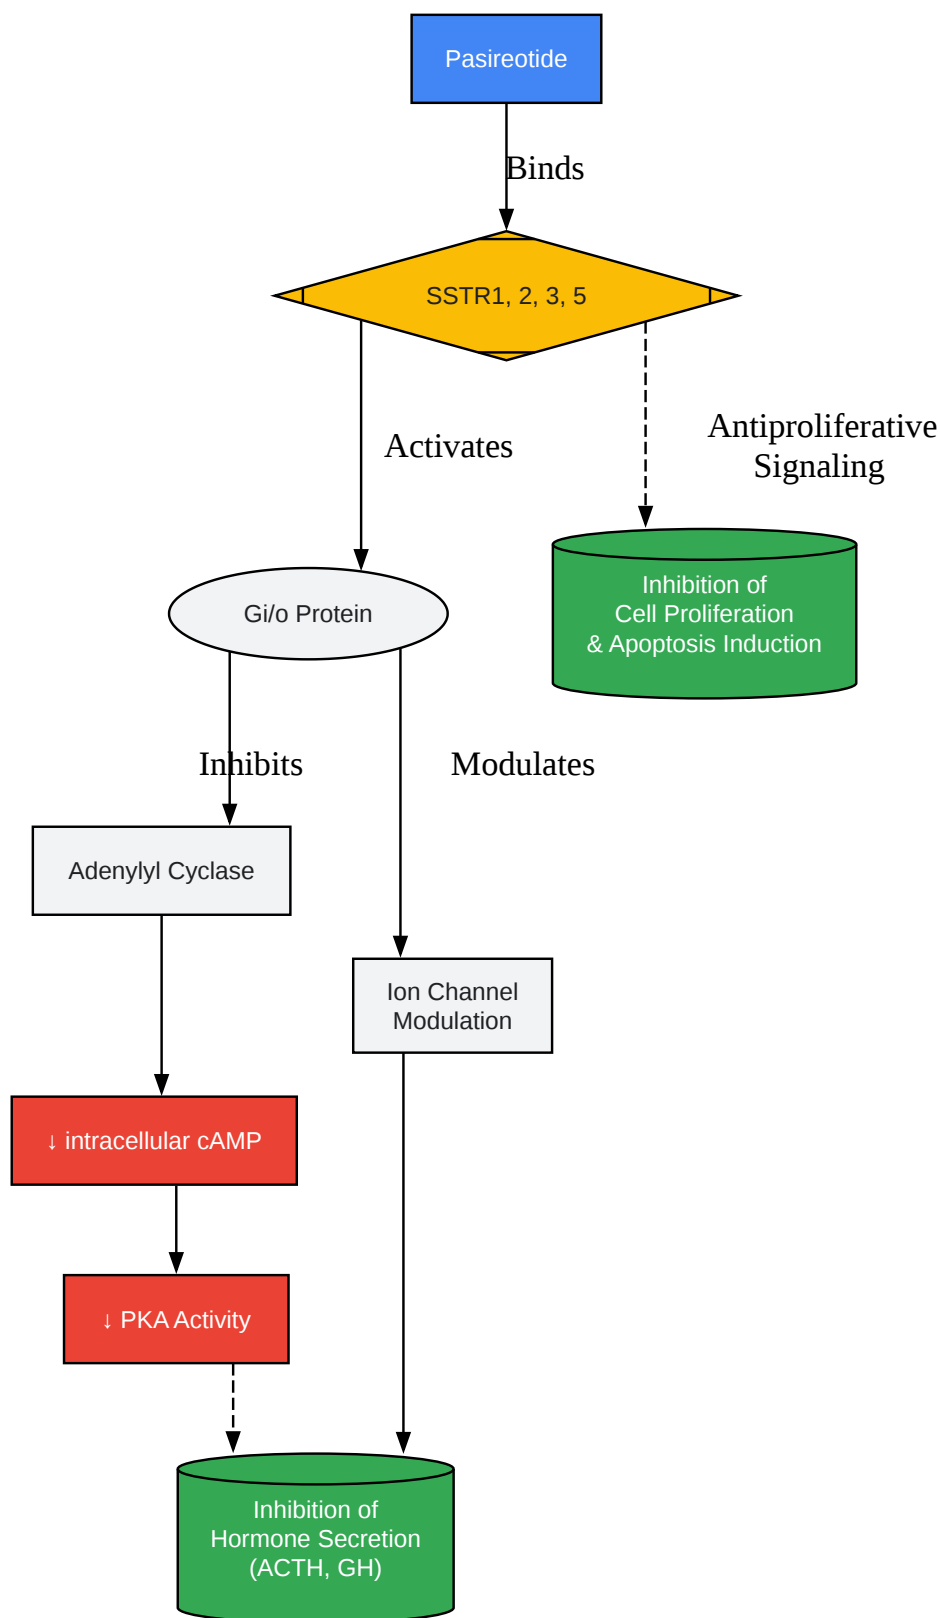 Pasireotide
Binds
SSTR1, 2, 3, 5
Activates
Antiproliferative
Signaling
Inhibition of
Cell Proliferation
& Apoptosis Induction
Gi/o Protein
Inhibits
Modulates
Adenylyl Cyclase
Ion Channel
Modulation
↓ intracellular cAMP
↓ PKA Activity
Inhibition of
Hormone Secretion
(ACTH, GH)